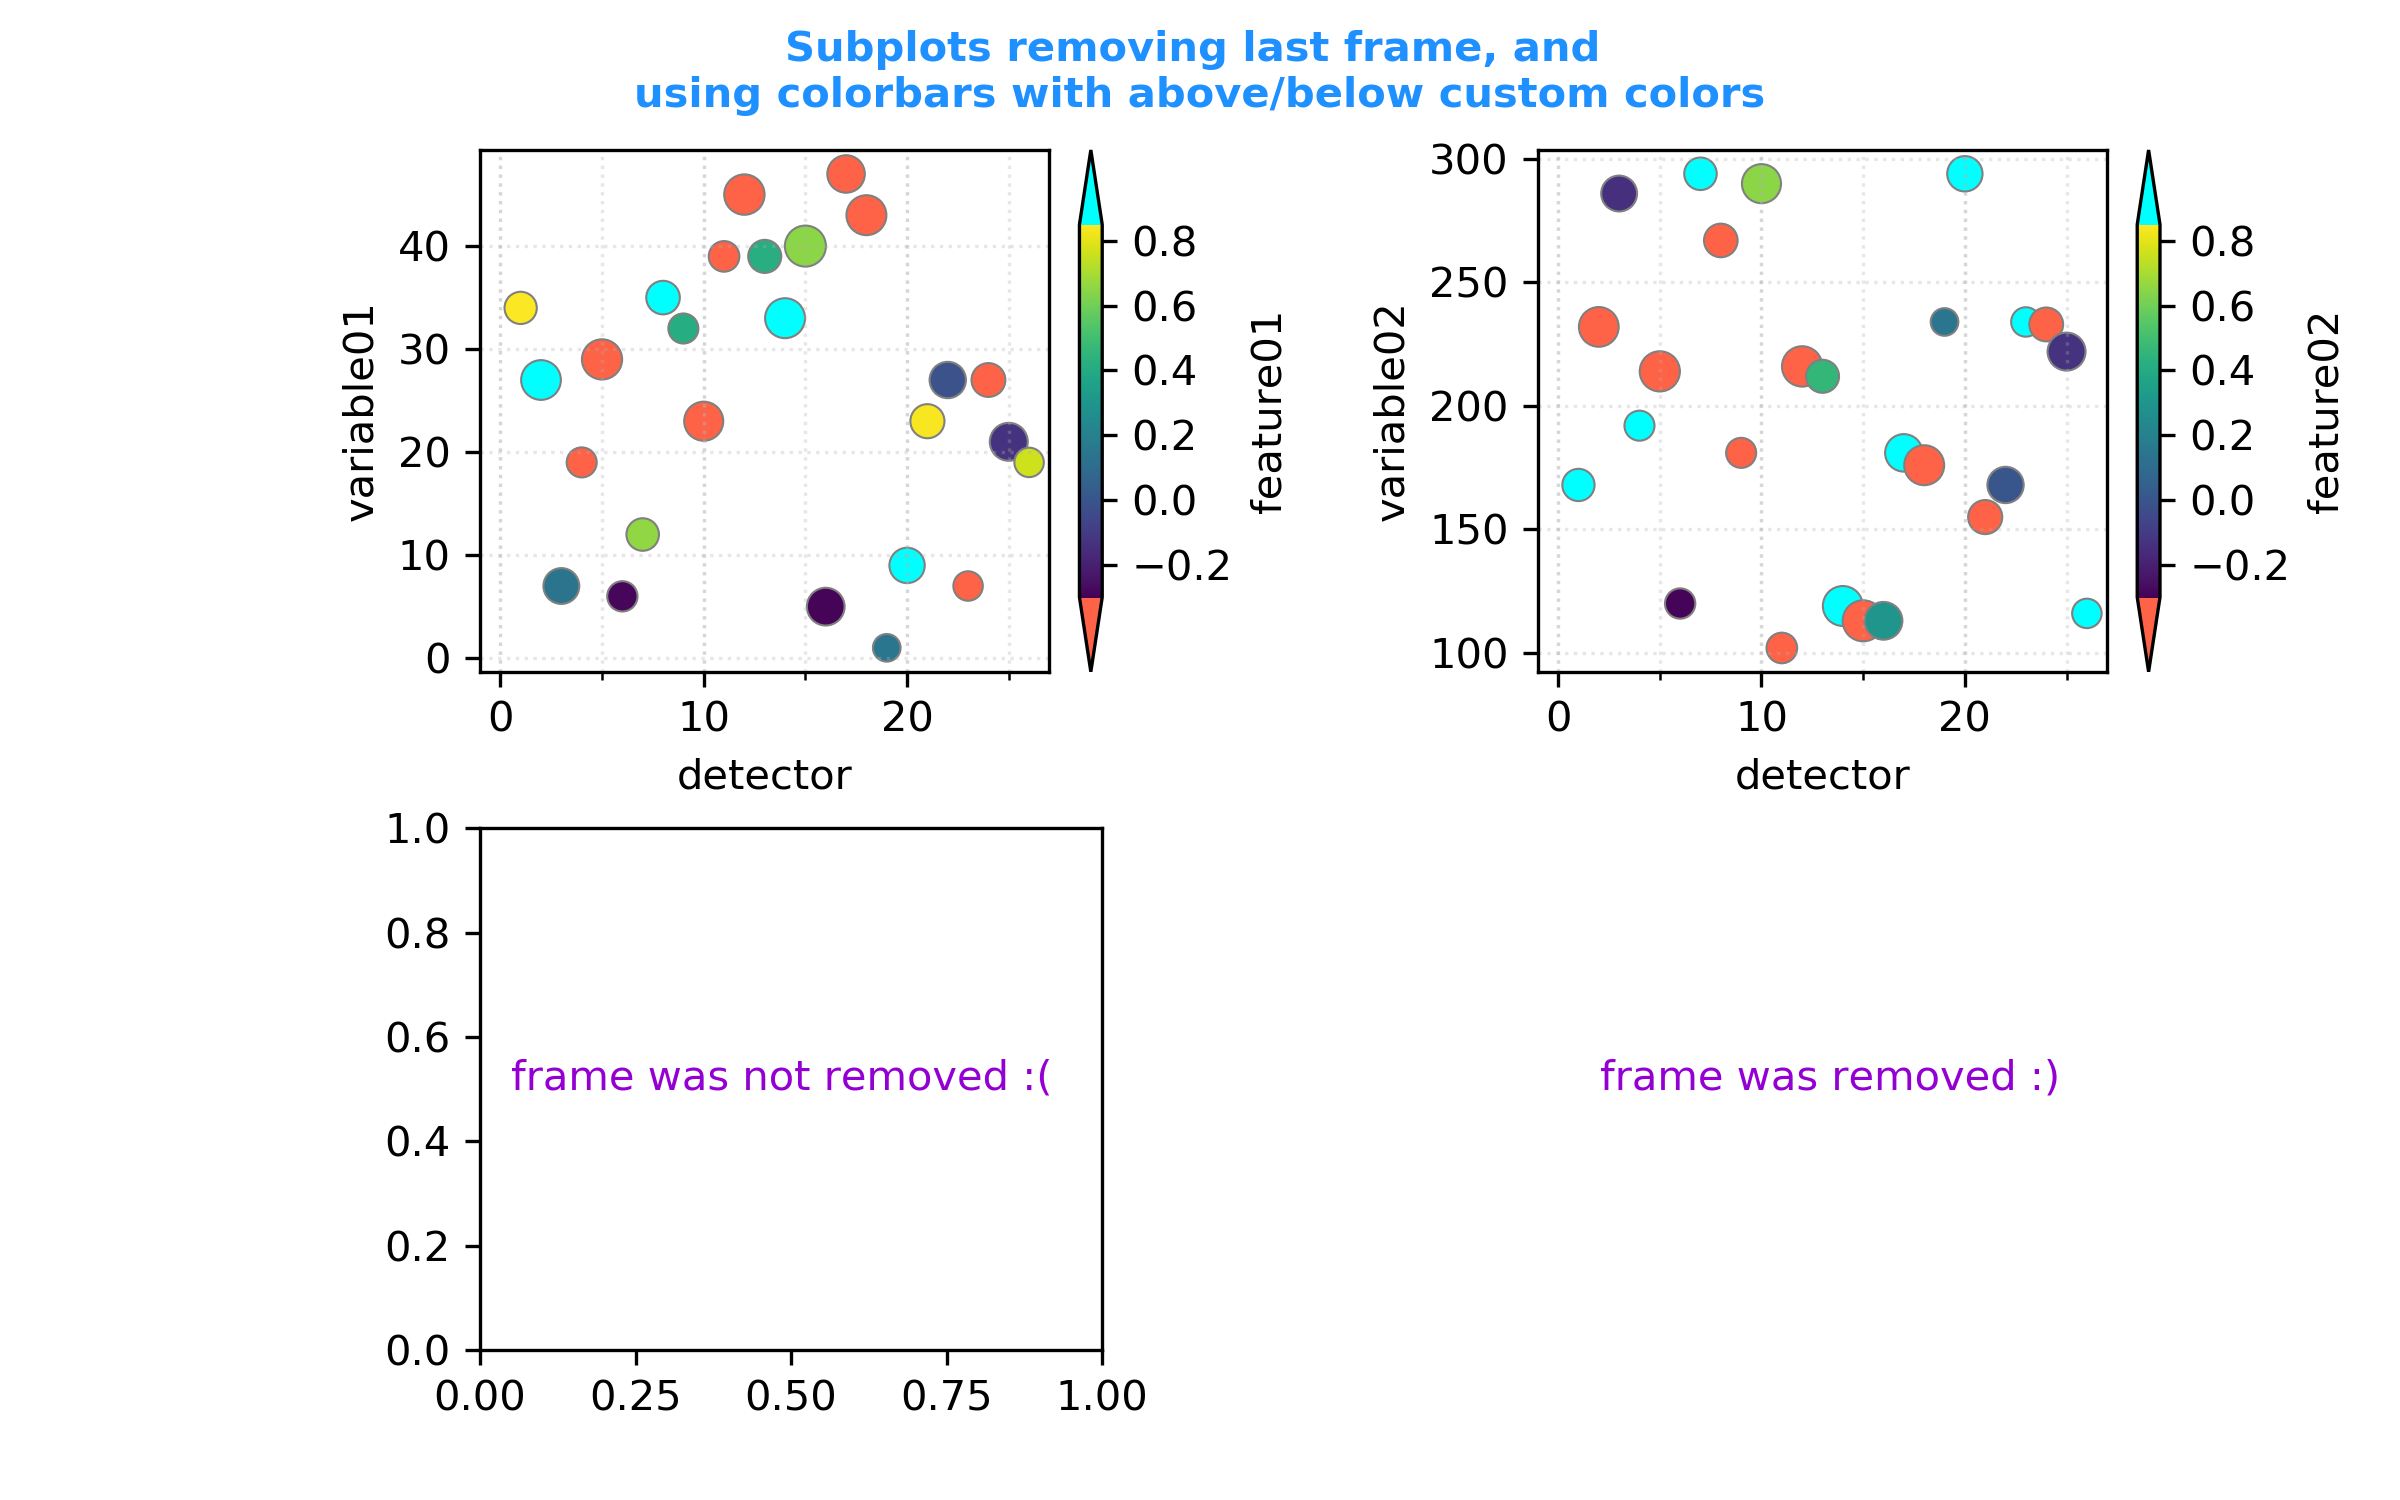 Subplots removing last frame, and
using colorbars with above/below custom colors
variable01
40
30
20
10
0
0 10 20
detector
0.8
0.6
0.4
0.2
0.0
−0.2
feature01
variable02
300
250
200
150
100
0 10 20
detector
0.8
0.6
0.4
0.2
0.0
−0.2
feature02
1.0
0.8
0.6
0.4
0.2
0.0
0.00 0.25 0.50 0.75 1.00
frame was not removed :(
frame was removed :)